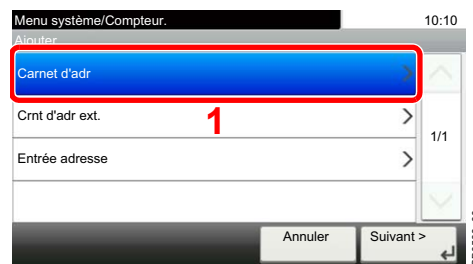 Menu système/Compteur. 10:10
Ajouter
Carnet d'adr
Crnt d'adr ext.
1
1/1
Entrée adresse
Annuler Suivant >